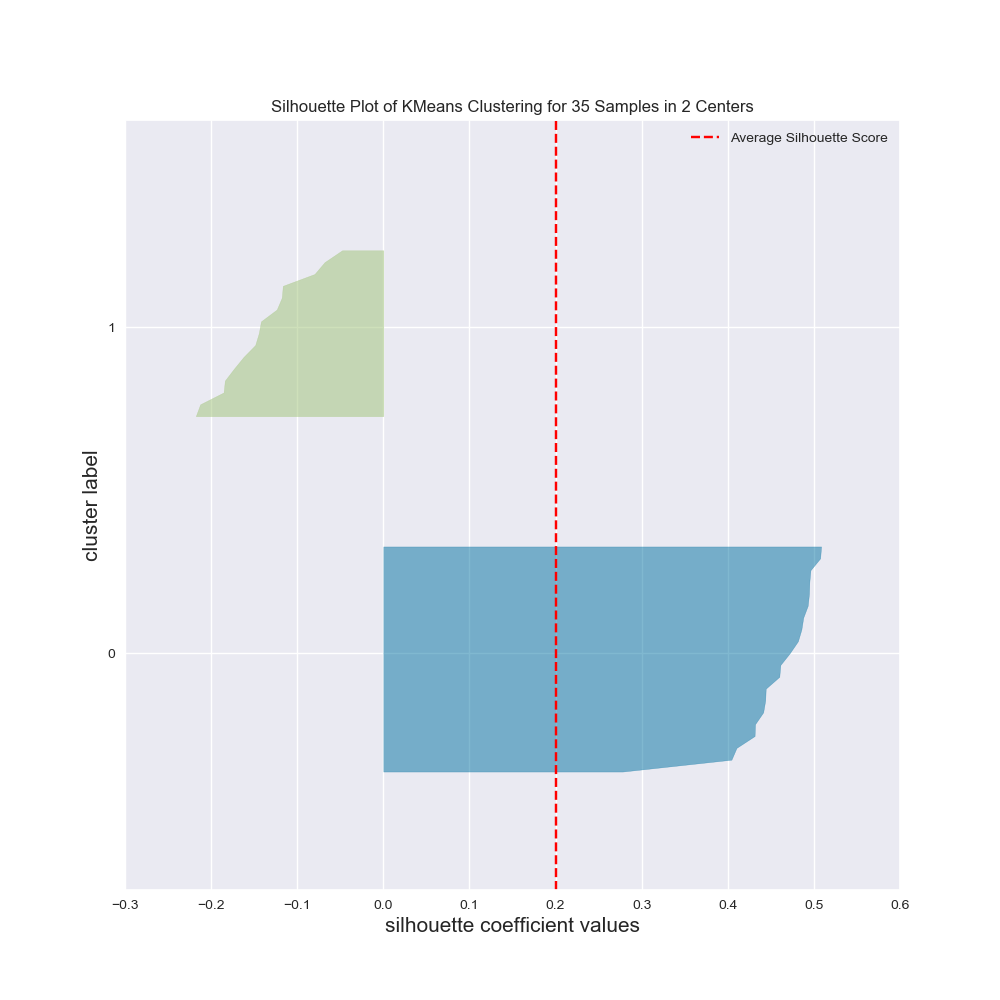 Silhouette Plot of KMeans Clustering for 35 Samples in 2 Centers
Average Silhouette Score
1
0
cluster label
−0.3 −0.2 −0.1 0.0 0.1 0.2 0.3 0.4 0.5 0.6
silhouette coefficient values